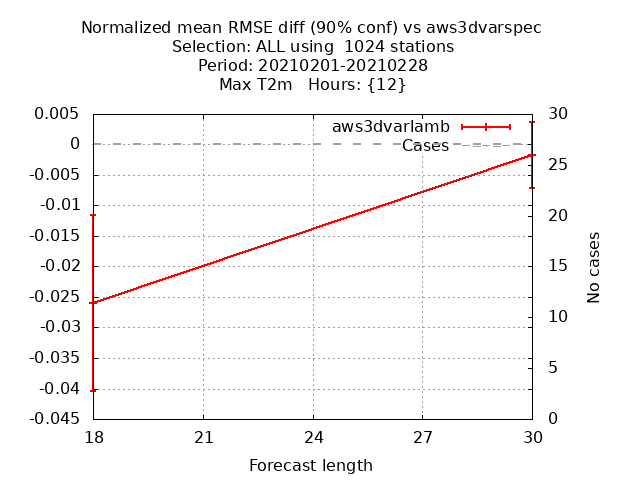 Normalized mean RMSE diff (90% conf) vs aws3dvarspec
Selection: ALL using  1024 stations
Period: 20210201-20210228
Max T2m   Hours: {12}
aws3dvarlamb
Cases
0.005
0
-0.005
-0.01
-0.015
-0.02
-0.025
-0.03
-0.035
-0.04
-0.045
30
25
20
15
10
5
0
No cases
18
21
24
27
30
Forecast length